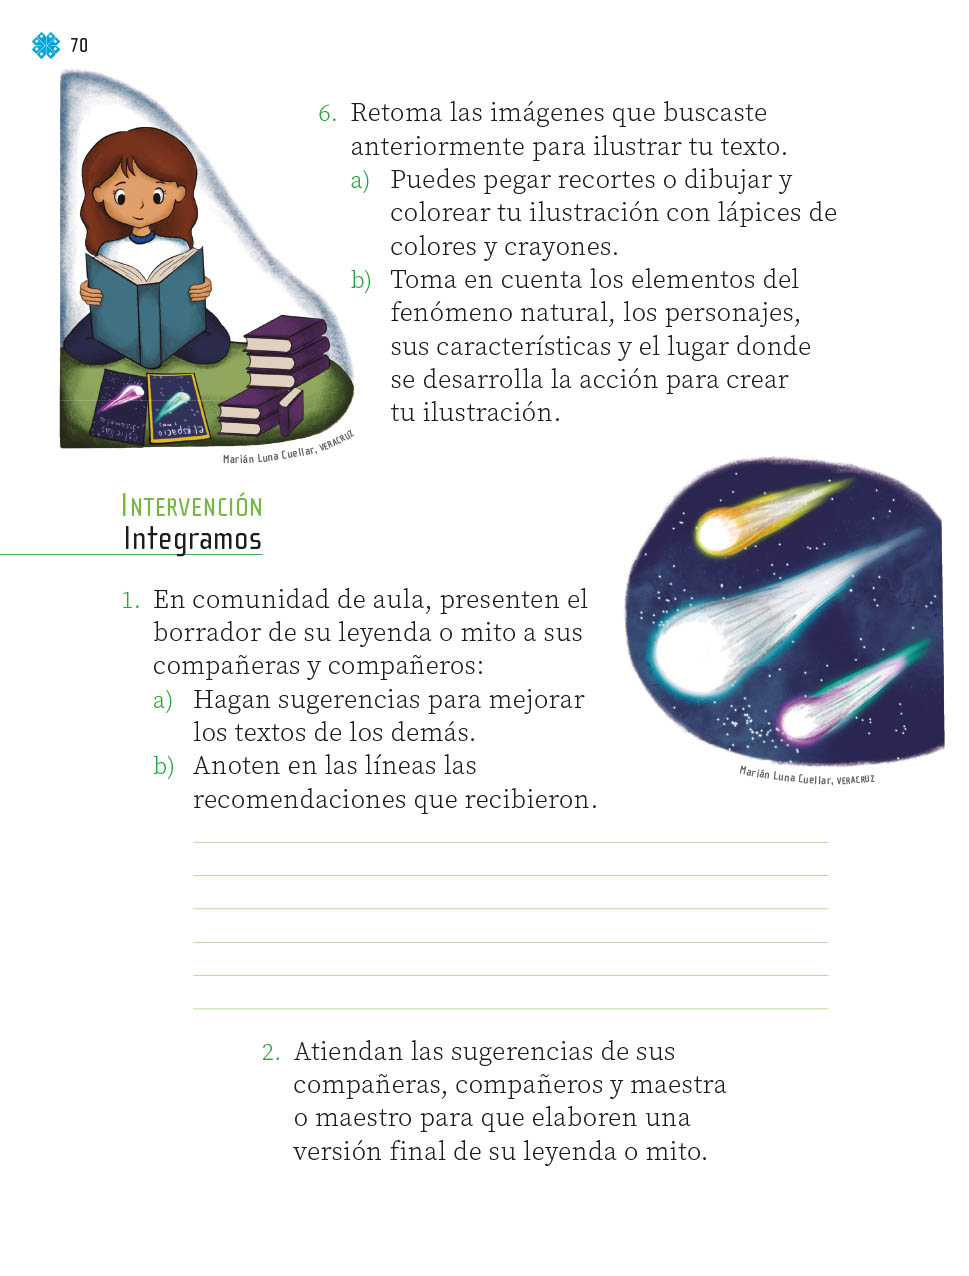 70
6. Retoma las imágenes que buscaste
anteriormente para ilustrar tu texto.
a) Puedes pegar recortes o dibujar y
colorear tu ilustración con lápices de
colores y crayones.
b) Toma en cuenta los elementos del
fenómeno natural, los personajes,
sus características y el lugar donde
se desarrolla la acción para crear
tu ilustración.
estrellas
el espacio
y más
Marián Luna Cuellar, VERACRUZ
INTERVENCIÓN
Integramos
1. En comunidad de aula, presenten el
borrador de su leyenda o mito a sus
compañeras y compañeros:
a) Hagan sugerencias para mejorar
los textos de los demás.
b) Anoten en las líneas las
recomendaciones que recibieron.
Marián Luna Cuellar, VERACRUZ
2. Atiendan las sugerencias de sus
compañeras, compañeros y maestra
o maestro para que elaboren una
versión final de su leyenda o mito.